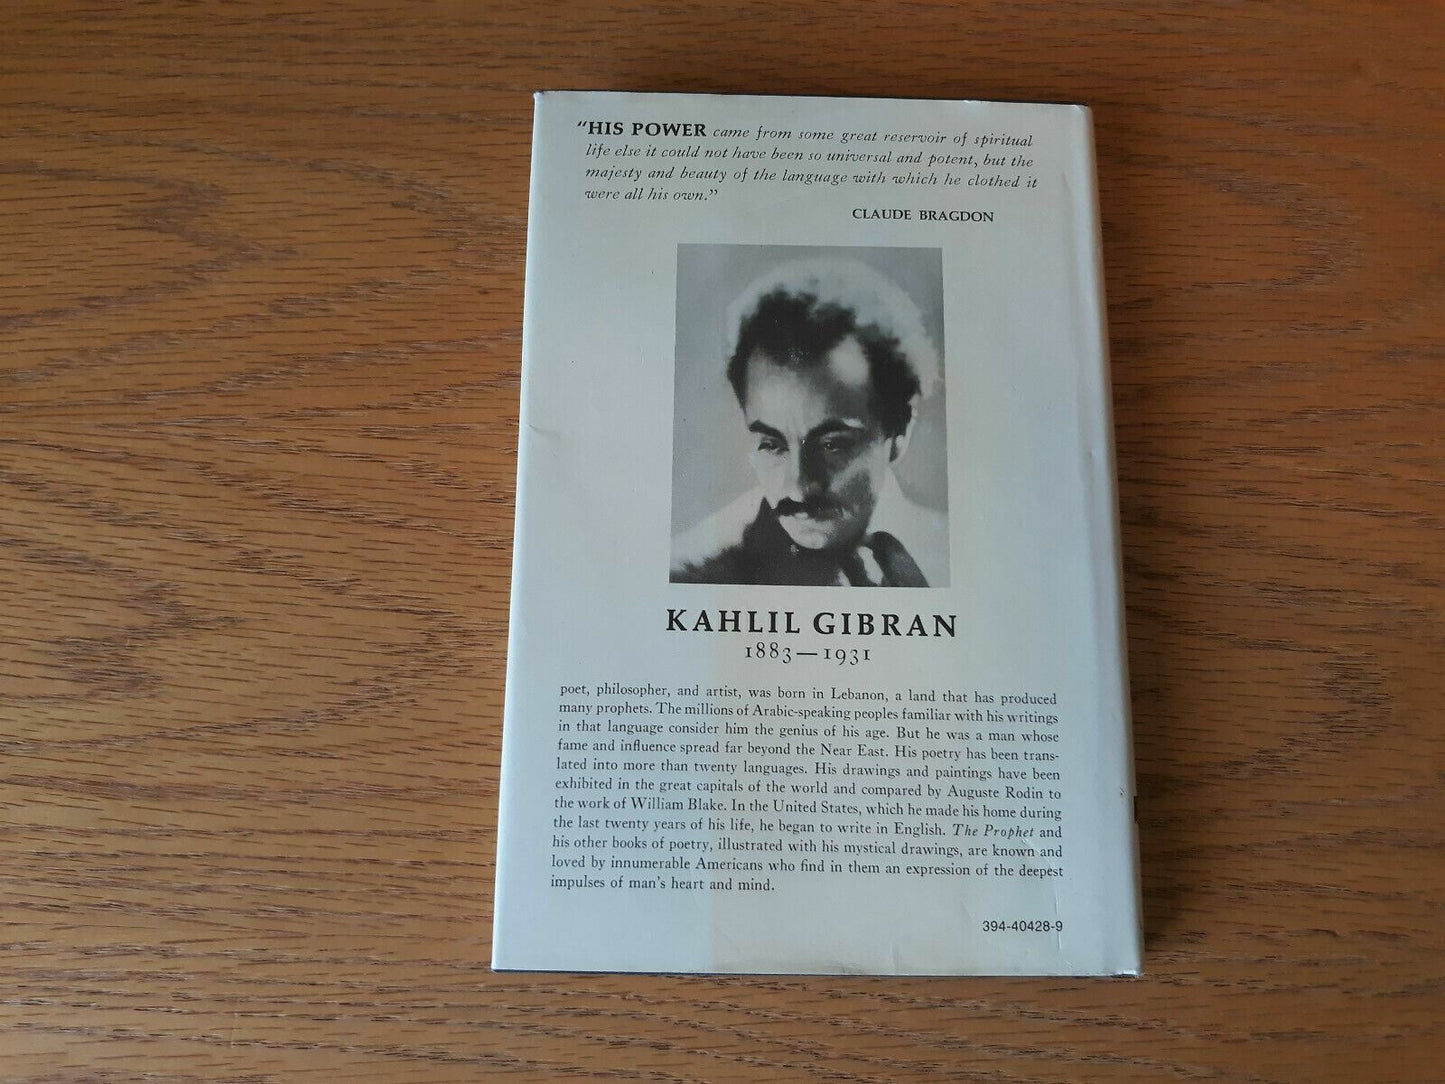 "HIS POWER came from some great reservoir of spiritual
life else it could not have been so universal and potent, but the
majesty and beauty of the language with which he clothed it
were all his own."
CLAUDE BRAGDON
KAHLIL GIBRAN
1883—1931
poet, philosopher, and artist, was born in Lebanon, a land that has produced
many prophets. The millions of Arabic-speaking peoples familiar with his writings
in that language consider him the genius of his age. But he was a man whose
fame and influence spread far beyond the Near East. His poetry has been trans-
lated into more than twenty languages. His drawings and paintings have been
exhibited in the great capitals of the world and compared by Auguste Rodin to
the work of William Blake. In the United States, which he made his home during
the last twenty years of his life, he began to write in English. The Prophet and
his other books of poetry, illustrated with his mystical drawings, are known and
loved by innumerable Americans who find in them an expression of the deepest
impulses of man's heart and mind.
394-40428-9